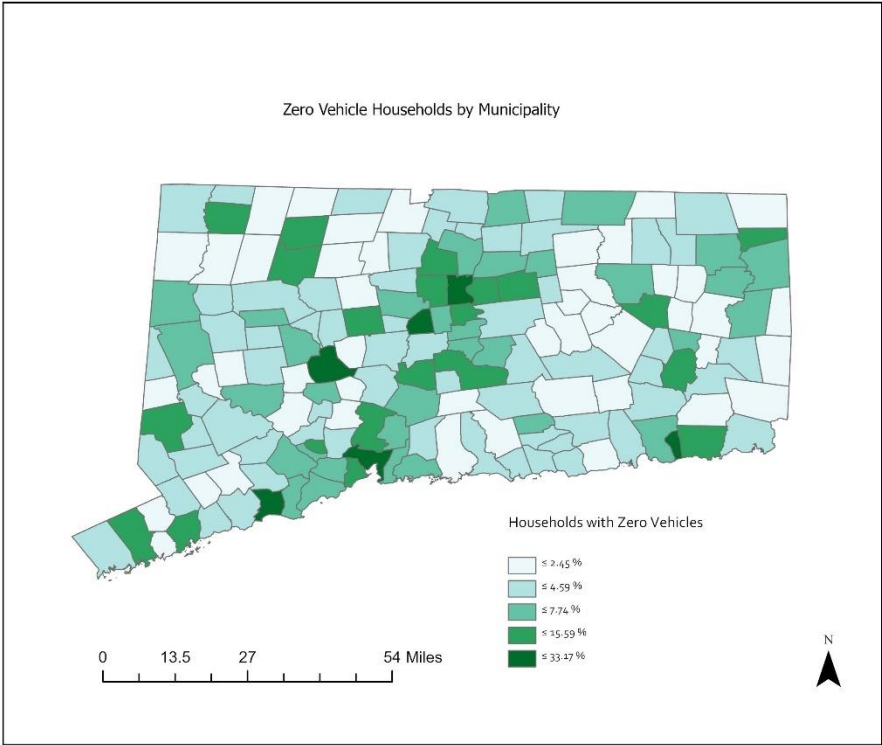 Zero Vehicle Households by Municipality
Households with Zero Vehicles
≤ 2.45 %
≤ 4.59 %
≤ 7.74 %
≤ 15.59 %
≤ 33.17 %
0 13.5 27 54 Miles
N